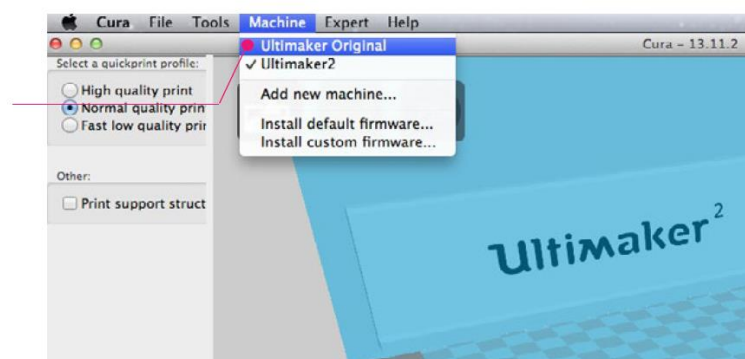 Cura File Tools Machine Expert Help
Cura – 13.11.2
Select a quickprint profile:
High quality print
Normal quality prin
Fast low quality prir
Other:
Print support struct
Ultimaker Original
✓ Ultimaker2
Add new machine...
Install default firmware...
Install custom firmware...
Ultimaker²